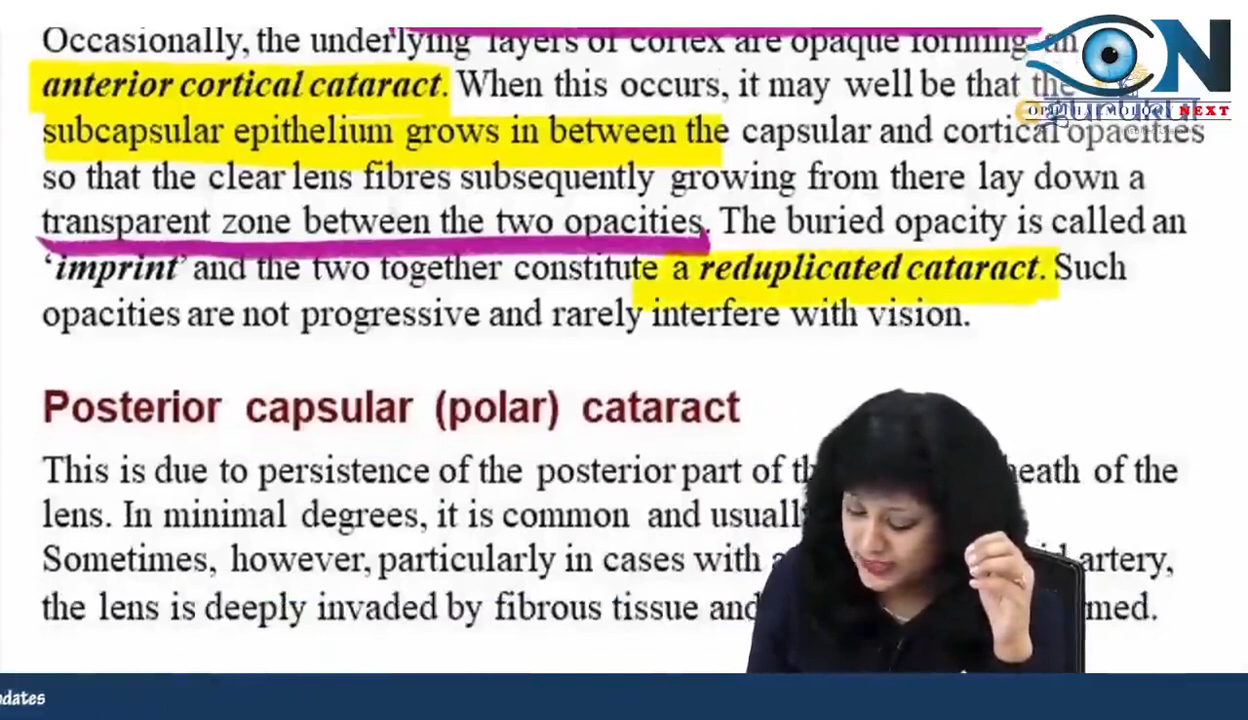 Occasionally, the underlying layers of cortex are opaque forming an
anterior cortical cataract. When this occurs, it may well be that the
subcapsular epithelium grows in between the capsular and cortical opacities
so that the clear lens fibres subsequently growing from there lay down a
transparent zone between the two opacities. The buried opacity is called an
‘imprint’ and the two together constitute a reduplicated cataract. Such
opacities are not progressive and rarely interfere with vision.
Posterior capsular (polar) cataract
This is due to persistence of the posterior part of heath of the
lens. In minimal degrees, it is common and usuall
Sometimes, however, particularly in cases with artery,
the lens is deeply invaded by fibrous tissue and med.
ON
OPHTHALMOLOGY NEXT
dates